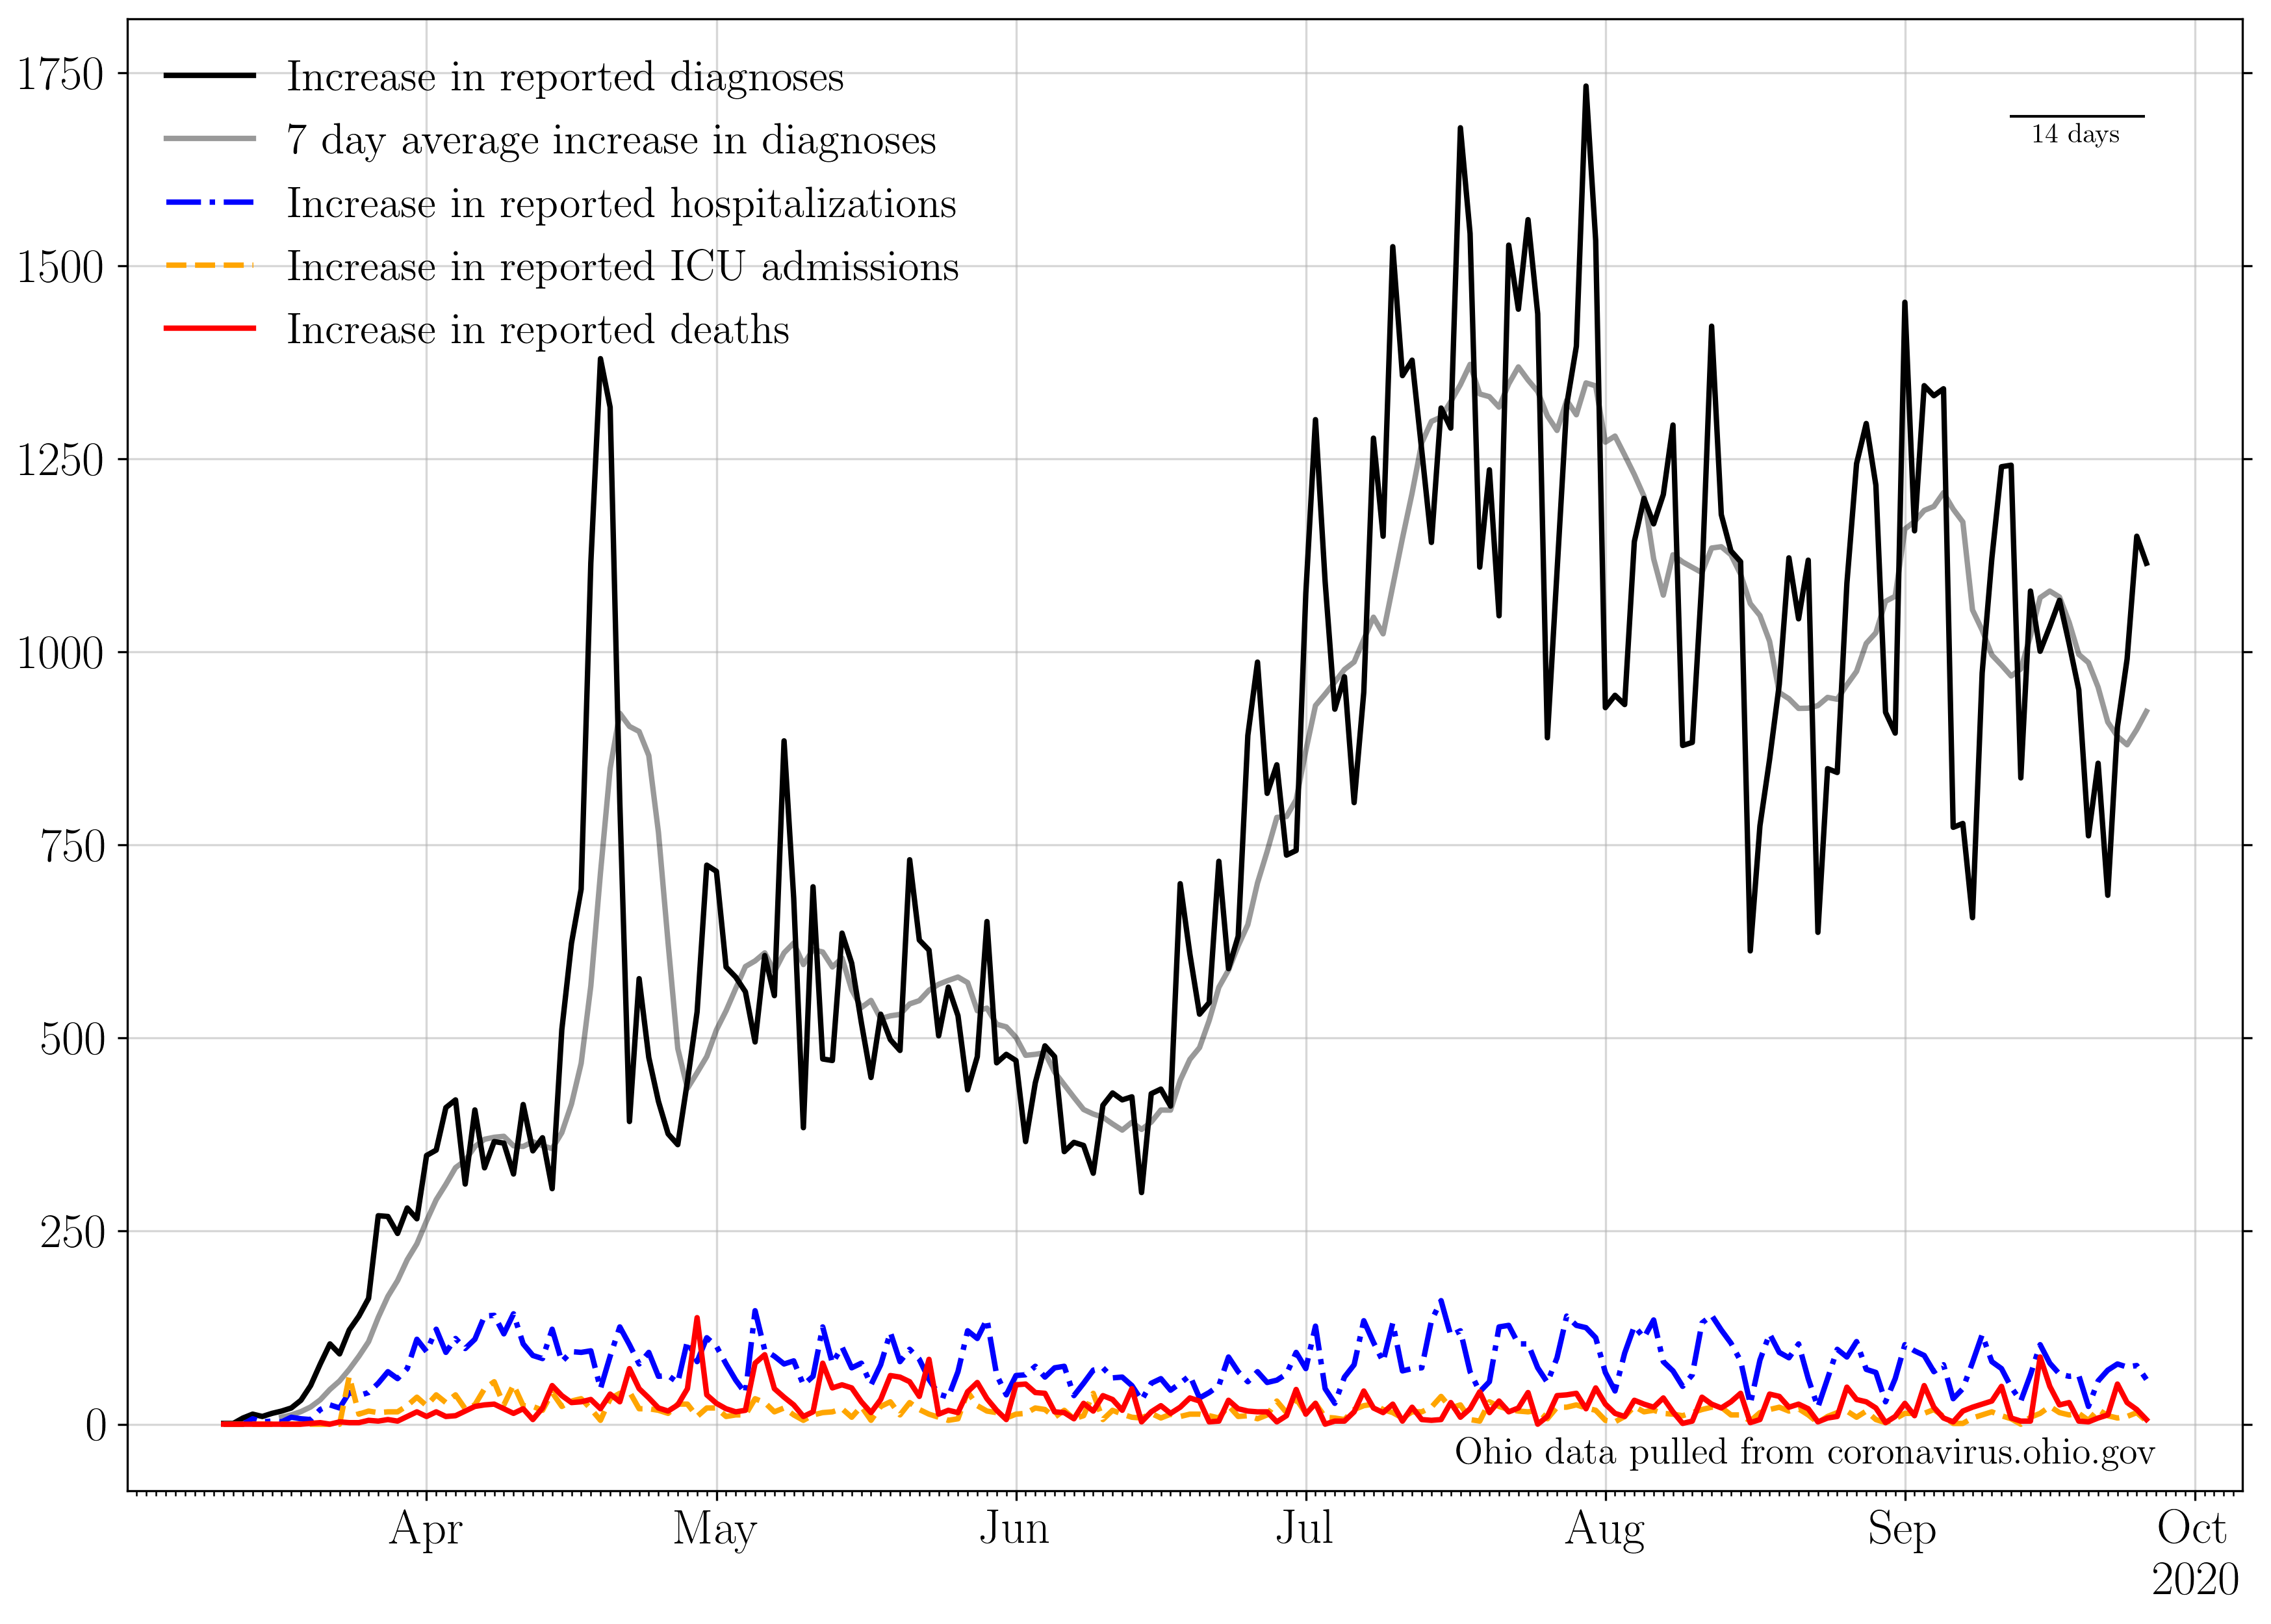 1750
1500
1250
1000
750
500
250
0
Increase in reported diagnoses
7 day average increase in diagnoses
Increase in reported hospitalizations
Increase in reported ICU admissions
Increase in reported deaths
14 days
Ohio data pulled from coronavirus.ohio.gov
Apr May Jun Jul Aug Sep Oct
2020